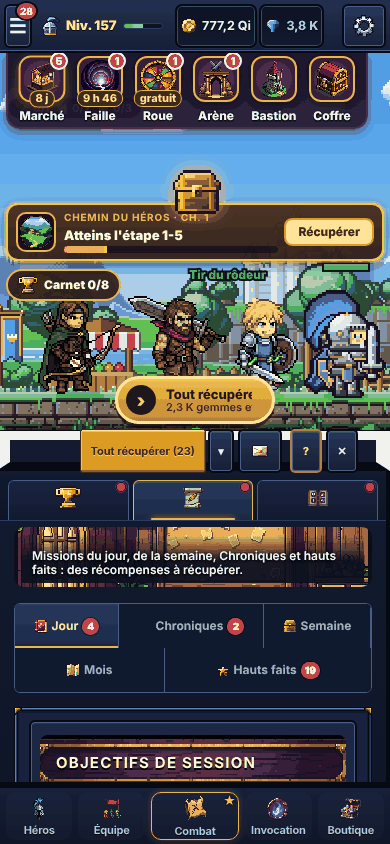 28
Niv. 157
777,2 Qi
3,8 K
5
1
1
1
8 j
9 h 46
gratuit
Marché
Faille
Roue
Arène
Bastion
Coffre
CHEMIN DU HÉROS · CH. 1
Atteins l'étape 1-5
Récupérer
Carnet 0/8
Tir du rôdeur
Tout récupére
2,3 K gemmes e
Tout récupérer (23)
▼
?
×
Missions du jour, de la semaine, Chroniques et hauts
faits : des récompenses à récupérer.
Jour 4
Chroniques 2
Semaine
Mois
Hauts faits 19
OBJECTIFS DE SESSION
Héros
Équipe
Combat
Invocation
Boutique